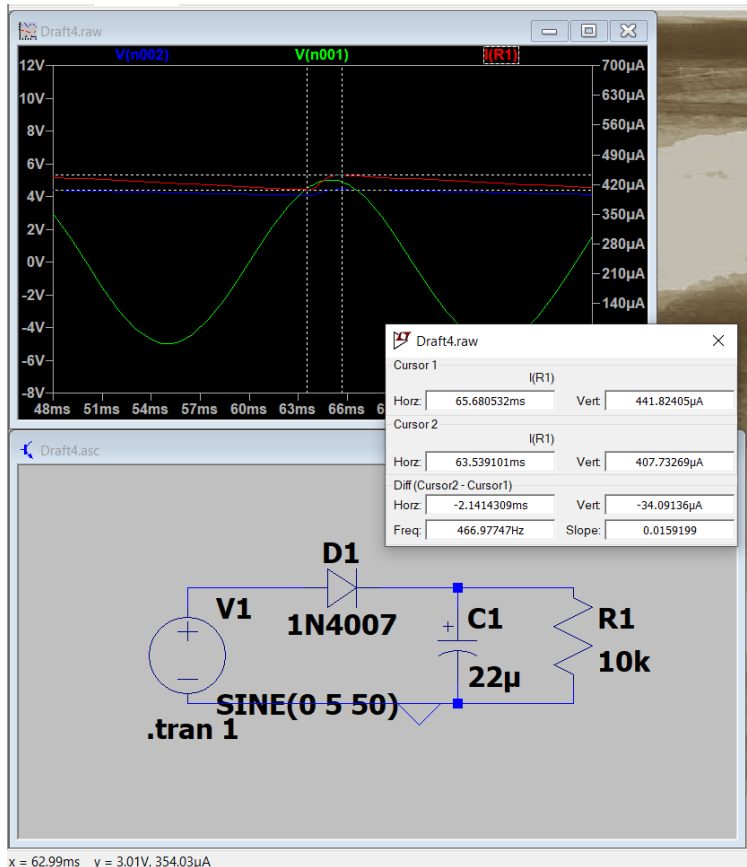 Draft4.raw
V(n002) V(n001) I(R1)
12V 700µA
10V 630µA
8V 560µA
6V 490µA
4V 420µA
2V 350µA
0V 280µA
-2V 210µA
-4V 140µA
-6V
-8V
48ms 51ms 54ms 57ms 60ms 63ms 66ms 6
Draft4.raw
Cursor 1
I(R1)
Horz: 65.680532ms Vert: 441.82405µA
Cursor 2
I(R1)
Horz: 63.539101ms Vert: 407.73269µA
Diff (Cursor2 - Cursor1)
Horz: -2.1414309ms Vert: -34.09136µA
Freq: 466.97747Hz Slope: 0.0159199
Draft4.asc
D1
V1 1N4007 C1 R1
+ 10k
22µ
SINE(0 5 50)
.tran 1
x = 62.99ms y = 3.01V, 354.03µA